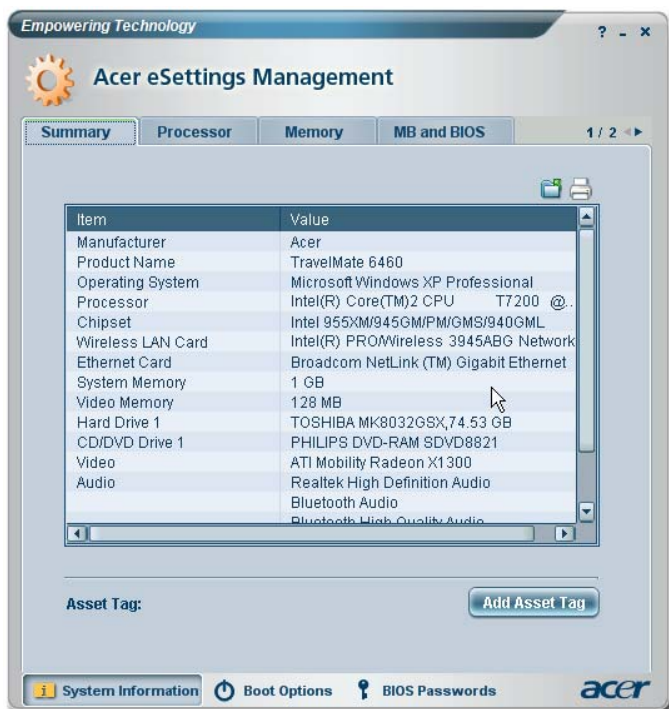 Empowering Technology
? - x
Acer eSettings Management
Summary Processor Memory MB and BIOS 1 / 2
Item Value
Manufacturer Acer
Product Name TravelMate 6460
Operating System Microsoft Windows XP Professional
Processor Intel(R) Core(TM)2 CPU T7200 @..
Chipset Intel 955XM/945GM/PM/GMS/940GML
Wireless LAN Card Intel(R) PRO/Wireless 3945ABG Network
Ethernet Card Broadcom NetLink (TM) Gigabit Ethernet
System Memory 1 GB
Video Memory 128 MB
Hard Drive 1 TOSHIBA MK8032GSX,74.53 GB
CD/DVD Drive 1 PHILIPS DVD-RAM SDVD8821
Video ATI Mobility Radeon X1300
Audio Realtek High Definition Audio
Bluetooth Audio
Bluetooth High Quality Audio
Asset Tag: Add Asset Tag
i System Information Boot Options BIOS Passwords acer